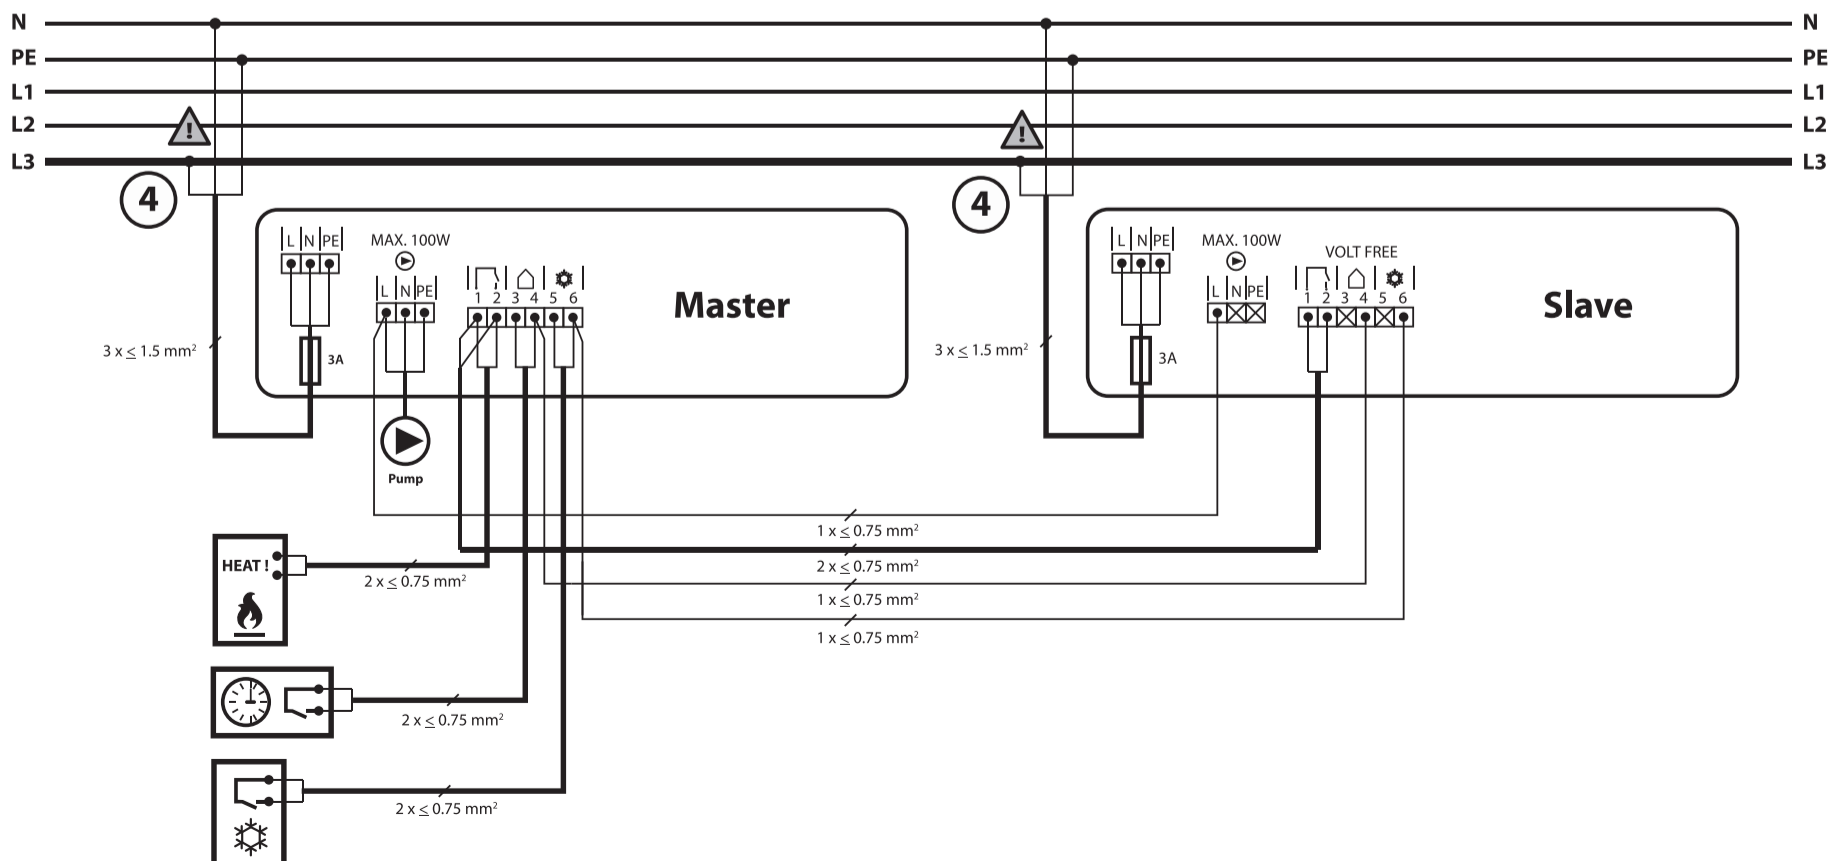 N N
PE PE
L1 L1
L2 L2
L3 L3
! !
4 4
L N PE MAX. 100W
L N PE
1 2 3 4 5 6
Master
3 x ≤ 1.5 mm²
3A
Pump
L N PE MAX. 100W VOLT FREE
L N PE
1 2 3 4 5 6
Slave
3 x ≤ 1.5 mm²
3A
1 x ≤ 0.75 mm²
2 x ≤ 0.75 mm²
1 x ≤ 0.75 mm²
1 x ≤ 0.75 mm²
HEAT !
2 x ≤ 0.75 mm²
2 x ≤ 0.75 mm²
2 x ≤ 0.75 mm²